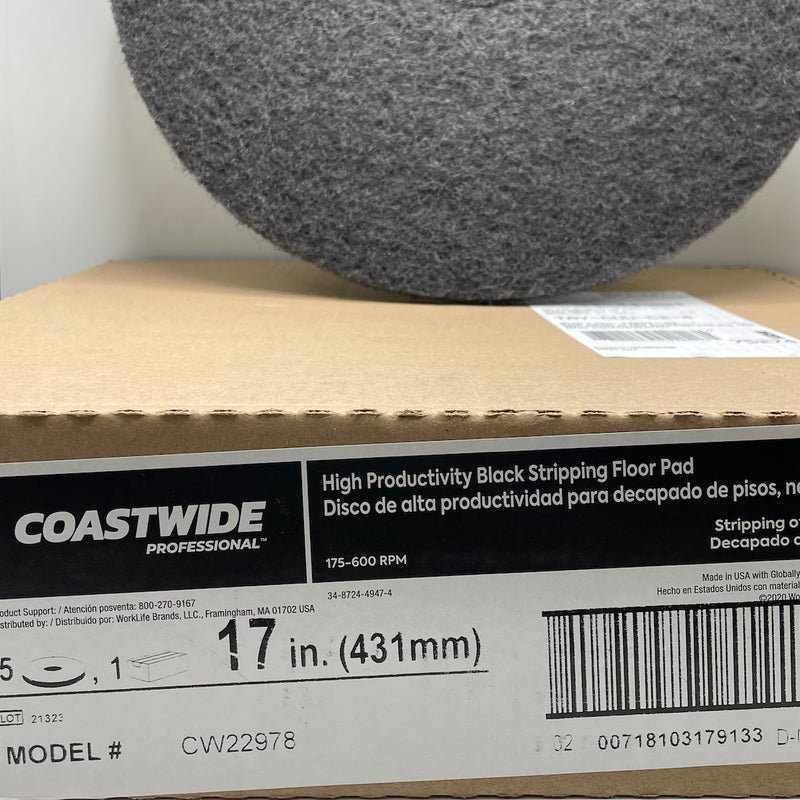 COASTWIDE
PROFESSIONAL™
High Productivity Black Stripping Floor Pad
Disco de alta productividad para decapado de pisos,
Stripping
Decapado
175-600 RPM
34-8724-4947-4
Made in USA with Globally
Hecho en Estados Unidos con
©2020
Support: / Atención posventa: 800-270-9167
by: / Distribuido por: WorkLife Brands, LLC., Framingham, MA 01702 USA
5 , 1 17 in. (431mm)
LOT 21323
MODEL # CW22978
02 00718103179133